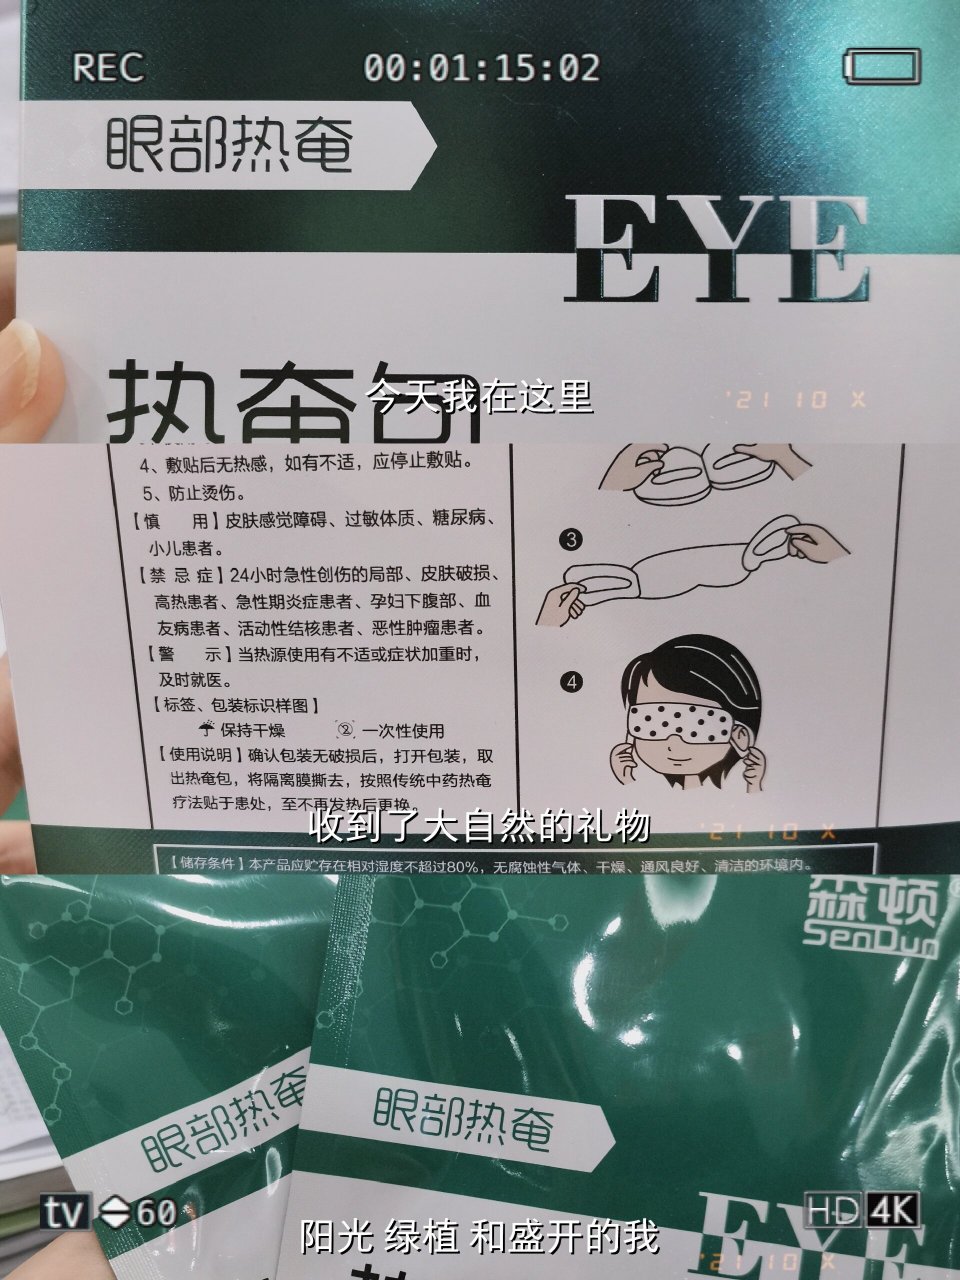 REC
00:01:15:02
眼部热奄
EYE
热奄包
今天我在这里
'21 10 X
4、敷贴后无热感，如有不适，应停止敷贴。
5、防止烫伤。
【慎 用】皮肤感觉障碍、过敏体质、糖尿病、
小儿患者。
【禁忌症】24小时急性创伤的局部、皮肤破损、
高热患者、急性期炎症患者、孕妇下腹部、血
友病患者、活动性结核患者、恶性肿瘤患者。
【警 示】当热源使用有不适或症状加重时，
及时就医。
【标签、包装标识样图】
保持干燥 ② 一次性使用
【使用说明】确认包装无破损后，打开包装，取
出热奄包，将隔离膜撕去，按照传统中药热奄
疗法贴于患处，至不再发热后更换。
3
4
收到了大自然的礼物
'21 10 X
【储存条件】本产品应贮存在相对湿度不超过80%，无腐蚀性气体、干燥、通风良好、清洁的环境内。
森顿®
SenDun
眼部热奄
眼部热奄
EYE
tv 60
HD 4K
阳光 绿植 和盛开的我
'21 10 X